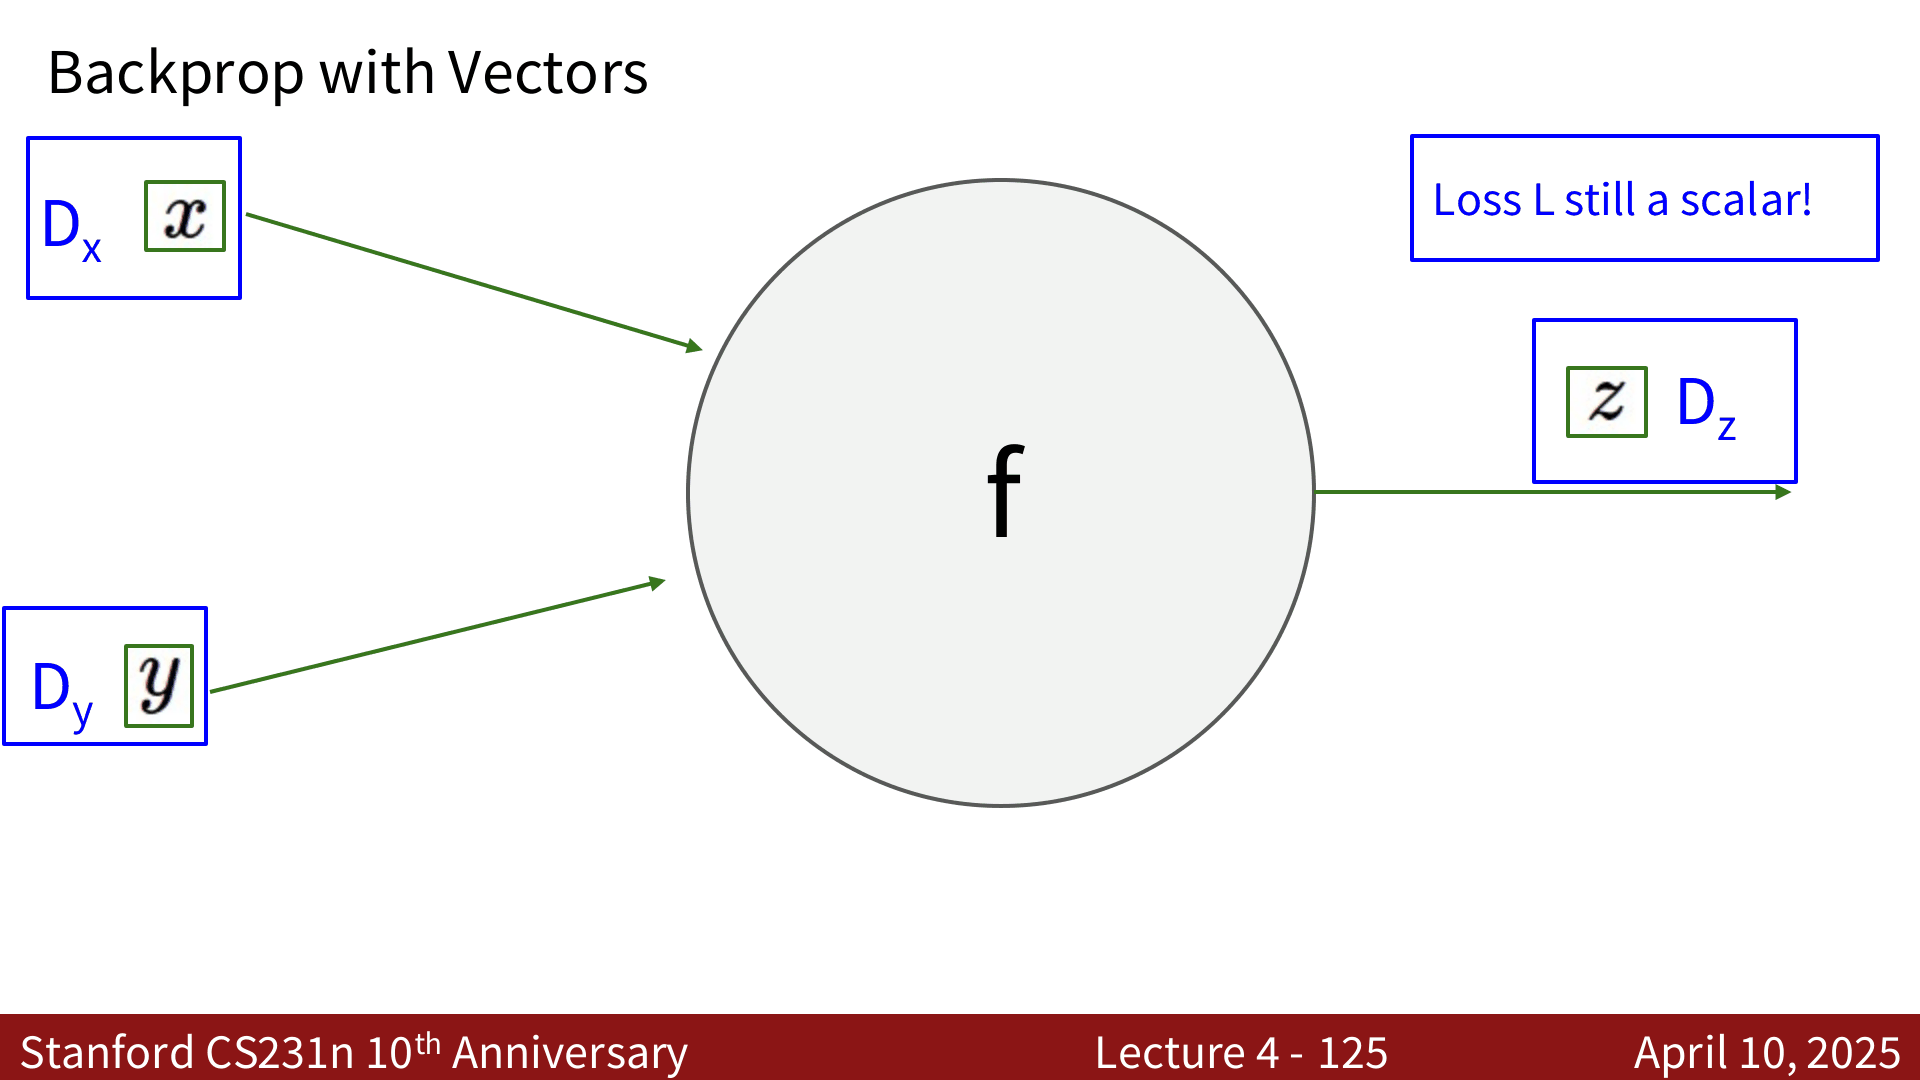 Backprop with Vectors
Dx x
Loss L still a scalar!
z Dz
f
Dy y
Stanford CS231n 10th Anniversary
Lecture 4 - 125
April 10, 2025